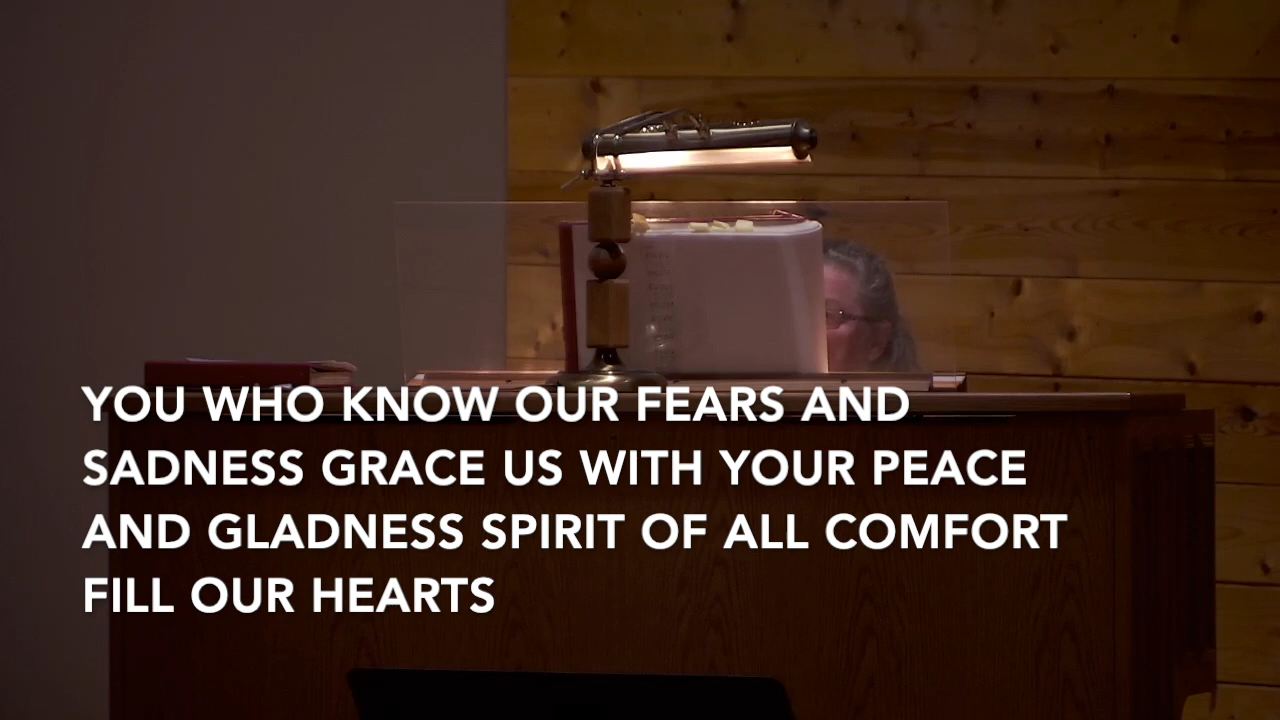 YOU WHO KNOW OUR FEARS AND
SADNESS GRACE US WITH YOUR PEACE
AND GLADNESS SPIRIT OF ALL COMFORT
FILL OUR HEARTS